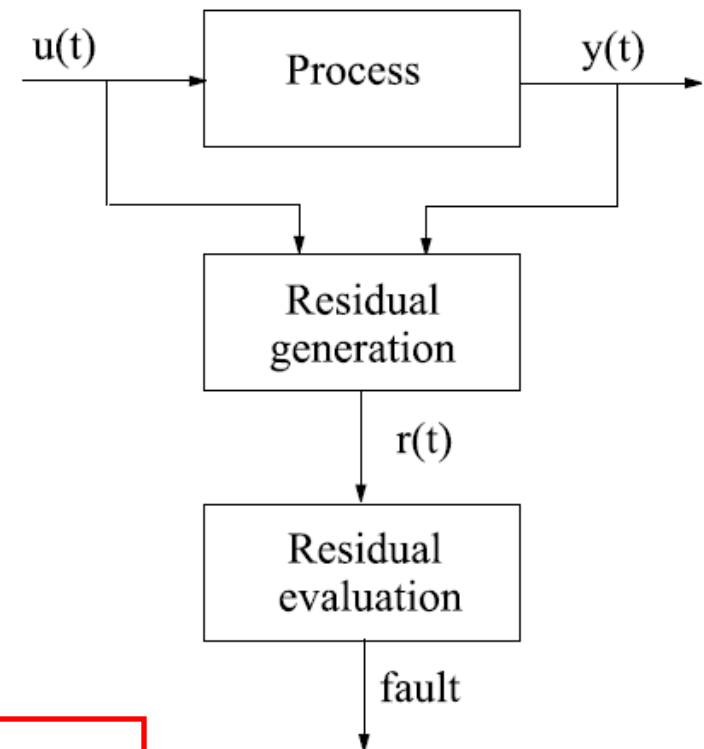 u(t)
Process
y(t)
Residual
generation
r(t)
Residual
evaluation
fault